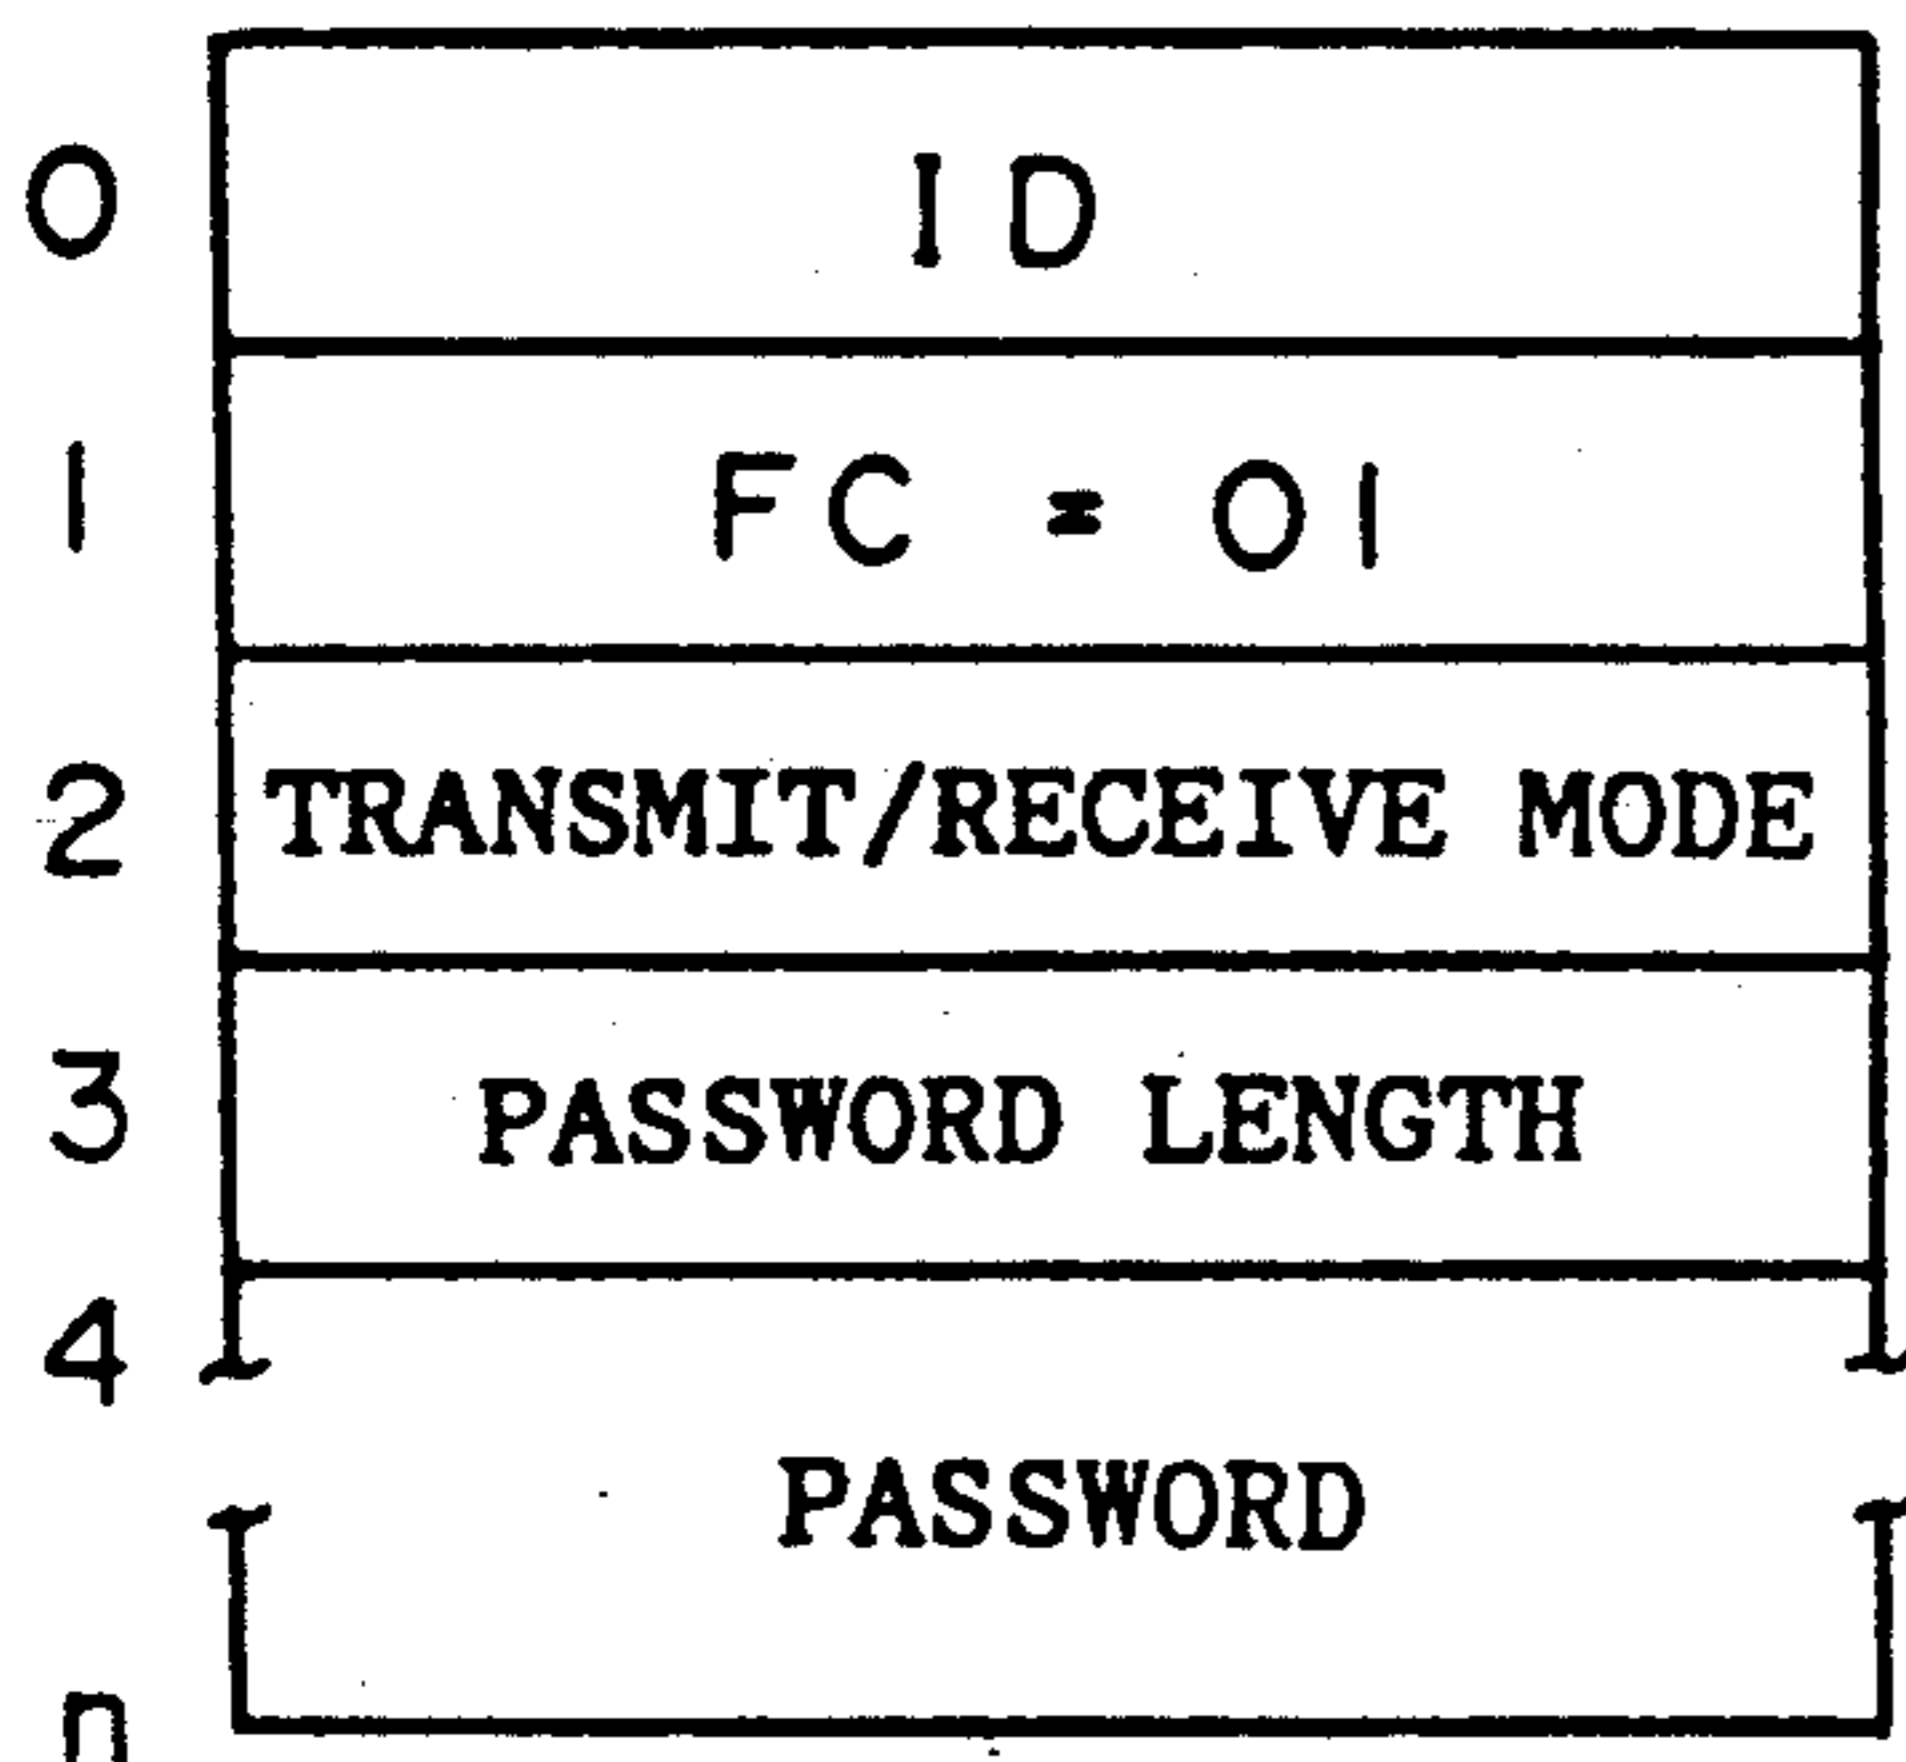 0 ID
1 FC = 01
2 TRANSMIT/RECEIVE MODE
3 PASSWORD LENGTH
4
PASSWORD
n